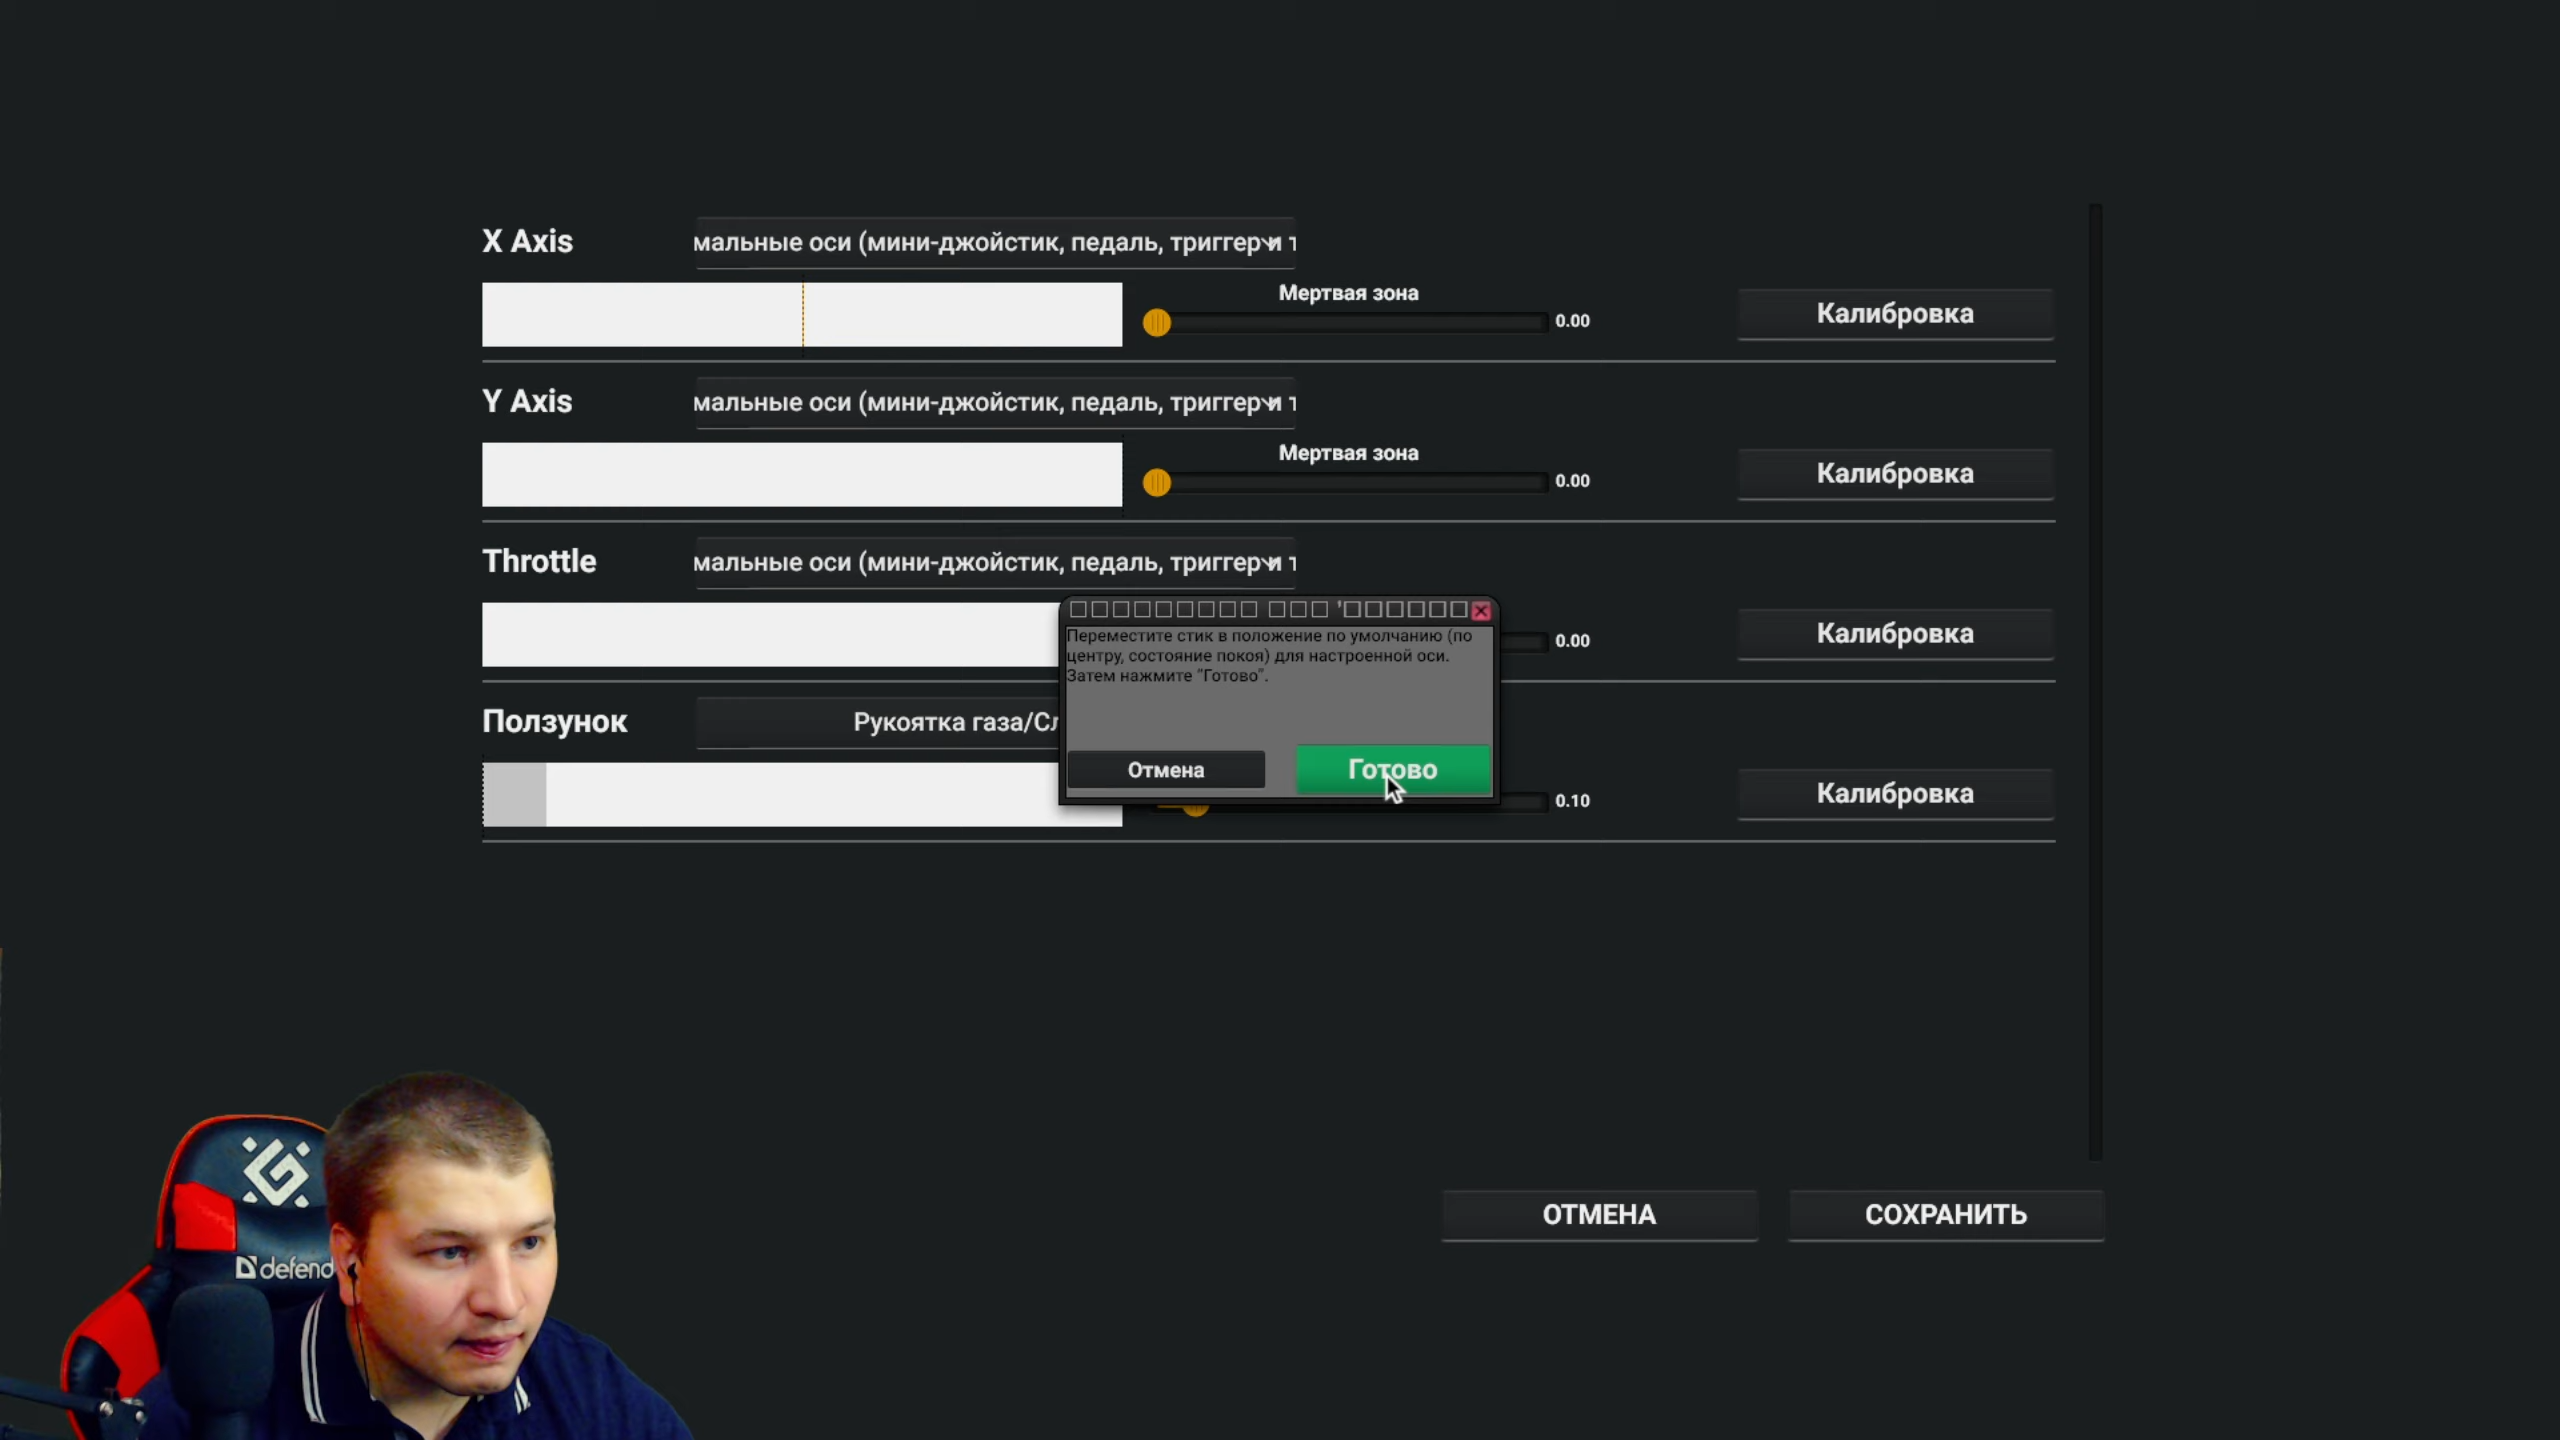 X Axis
мальные оси (мини-джойстик, педаль, триггер и т
Мертвая зона
0.00
Калибровка
Y Axis
мальные оси (мини-джойстик, педаль, триггер и т
Мертвая зона
0.00
Калибровка
Throttle
мальные оси (мини-джойстик, педаль, триггер и т
0.00
Калибровка
Переместите стик в положение по умолчанию (по
центру, состояние покоя) для настроенной оси.
Затем нажмите "Готово".
Отмена
Готово
Ползунок
Рукоятка газа/Сл
0.10
Калибровка
ОТМЕНА
СОХРАНИТЬ
defend